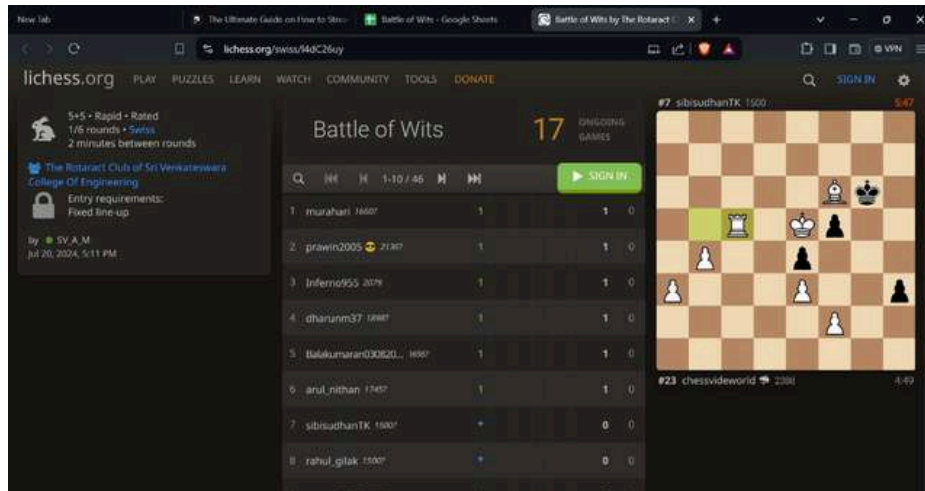 New Tab
The Ultimate Guide on How to Stre
Battle of Wits - Google Sheets
Battle of Wits by The Rotaract C
lichess.org/swiss/l4dC26uy
VPN
lichess.org PLAY PUZZLES LEARN WATCH COMMUNITY TOOLS DONATE
SIGN IN
5+5 • Rapid • Rated
1/6 rounds • Swiss
2 minutes between rounds
The Rotaract Club of Sri Venkateswara
College Of Engineering
Entry requirements:
Fixed line-up
by SV_A_M
Jul 20, 2024, 5:11 PM
Battle of Wits
17 ONGOING
GAMES
1-10 / 46
SIGN IN
1 murahari 1 1 0
2 prawin2005 2136? 1 1 0
3 Inferno955 2079 1 1 0
4 dharunm37 1 1 0
5 Balakumaran030820... 1 1 0
6 arul_nithan 1745? 1 1 0
7 sibisudhanTK 1500? * 0 0
8 rahul_gilak 1500? * 0 0
#7 sibisudhanTK 1500 5:47
#23 chessvideworld 4:49